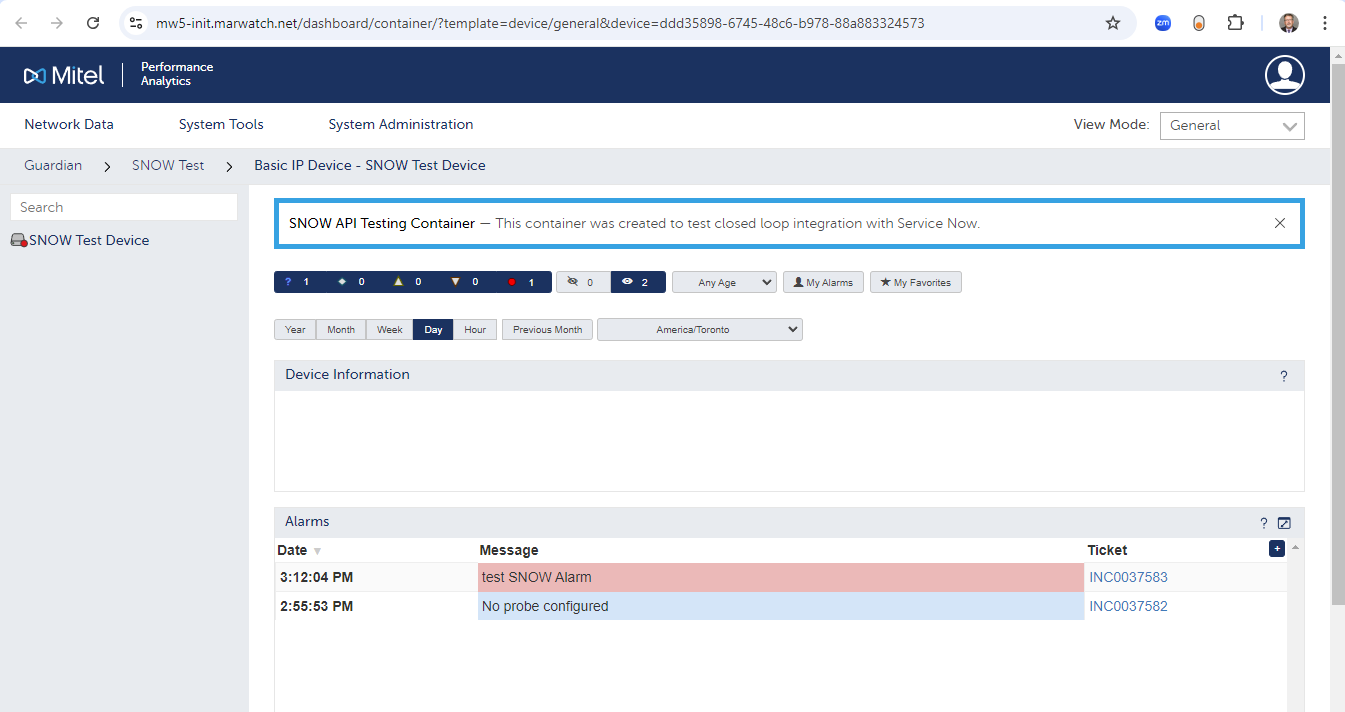 mw5-init.marwatch.net/dashboard/container/?template=device/general&device=ddd35898-6745-48c6-b978-88a883324573
zm
Mitel
Performance
Analytics
Network Data System Tools System Administration View Mode: General
Guardian > SNOW Test > Basic IP Device - SNOW Test Device
Search
SNOW Test Device
SNOW API Testing Container — This container was created to test closed loop integration with Service Now.
? 1 0 0 0 1 0 2 Any Age My Alarms My Favorites
Year Month Week Day Hour Previous Month America/Toronto
Device Information ?
Alarms ?
Date Message Ticket +
3:12:04 PM test SNOW Alarm INC0037583
2:55:53 PM No probe configured INC0037582